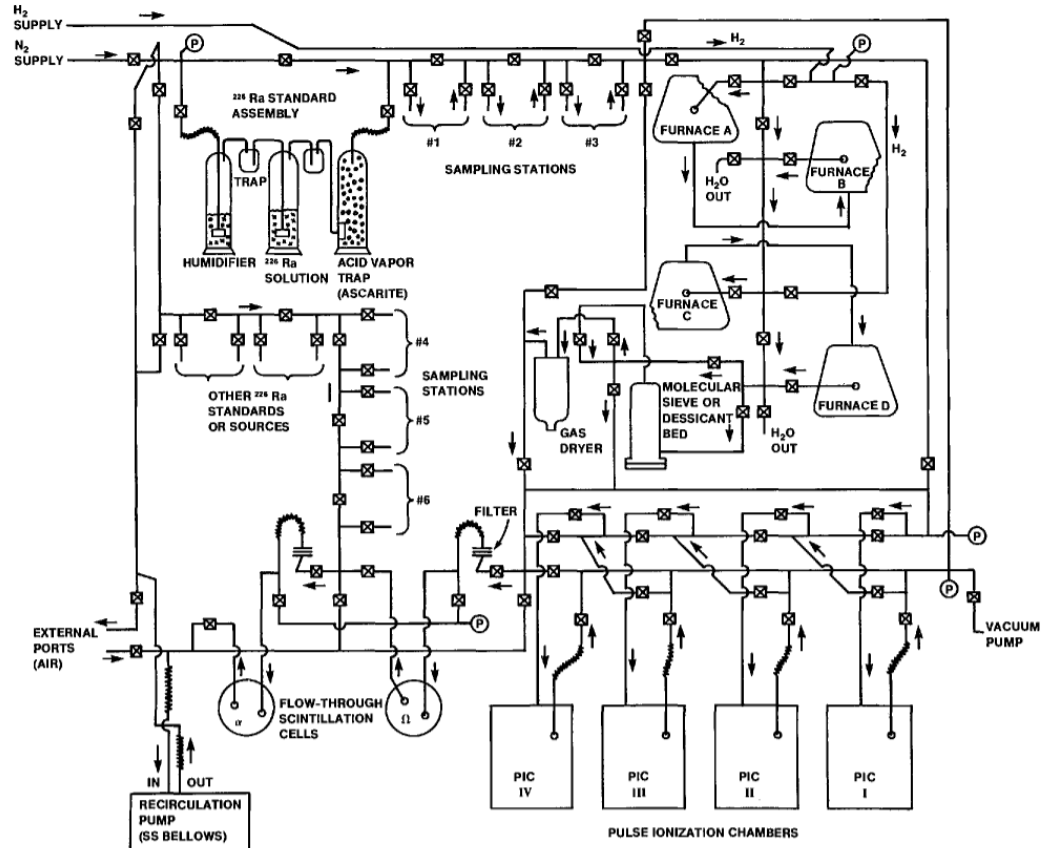 H2
SUPPLY
N2
SUPPLY
P
H2
P
226 Ra STANDARD
ASSEMBLY
FURNACE A
#1
#2
#3
H2
TRAP
SAMPLING STATIONS
H2O
OUT
FURNACE
B
HUMIDIFIER
226 Ra
SOLUTION
ACID VAPOR
TRAP
(ASCARITE)
FURNACE
C
#4
SAMPLING
STATIONS
OTHER 226 Ra
STANDARDS
OR SOURCES
#5
GAS
DRYER
MOLECULAR
SIEVE OR
DESSICANT
BED
FURNACE D
H2O
OUT
#6
FILTER
P
P
P
EXTERNAL
PORTS
(AIR)
VACUUM
PUMP
α
FLOW-THROUGH
SCINTILLATION
CELLS
Ω
IN
OUT
PIC
IV
PIC
III
PIC
II
PIC
I
RECIRCULATION
PUMP
(SS BELLOWS)
PULSE IONIZATION CHAMBERS